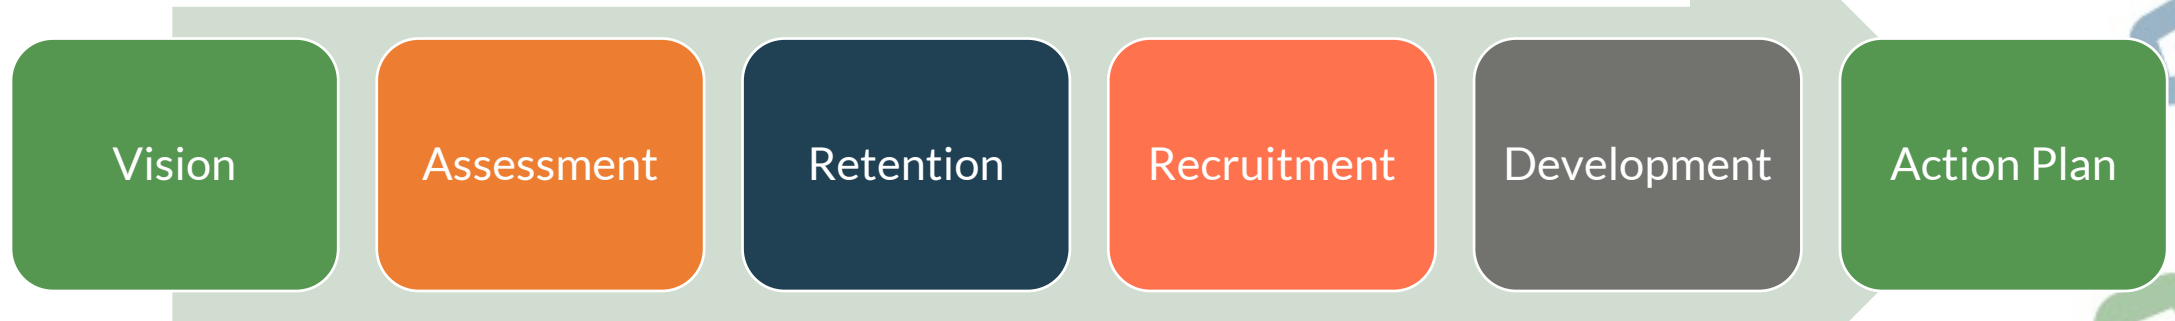 Vision
Assessment
Retention
Recruitment
Development
Action Plan